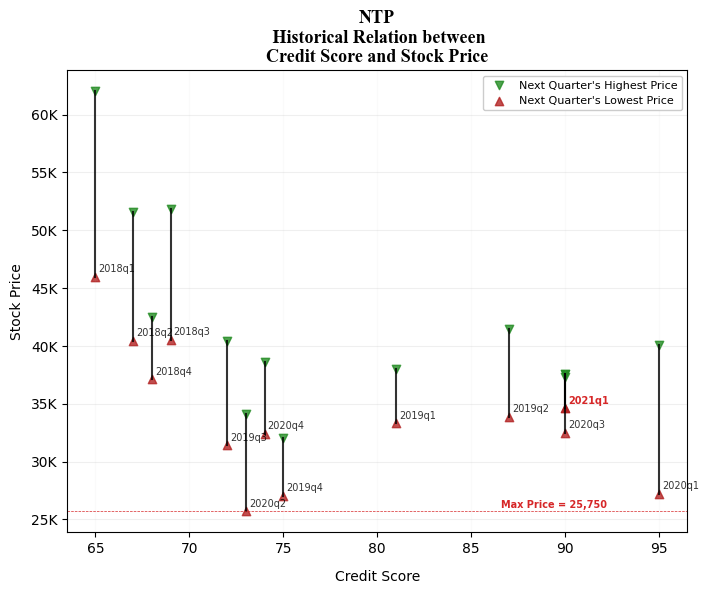 NTP
Historical Relation between
Credit Score and Stock Price
Next Quarter's Highest Price
Next Quarter's Lowest Price
60K
55K
50K
45K
40K
35K
30K
25K
Stock Price
2018q1
2018q2
2018q3
2018q4
2019q3
2020q4
2019q1
2019q2
2021q1
2020q3
2019q4
2020q2
2020q1
Max Price = 25,750
65
70
75
80
85
90
95
Credit Score